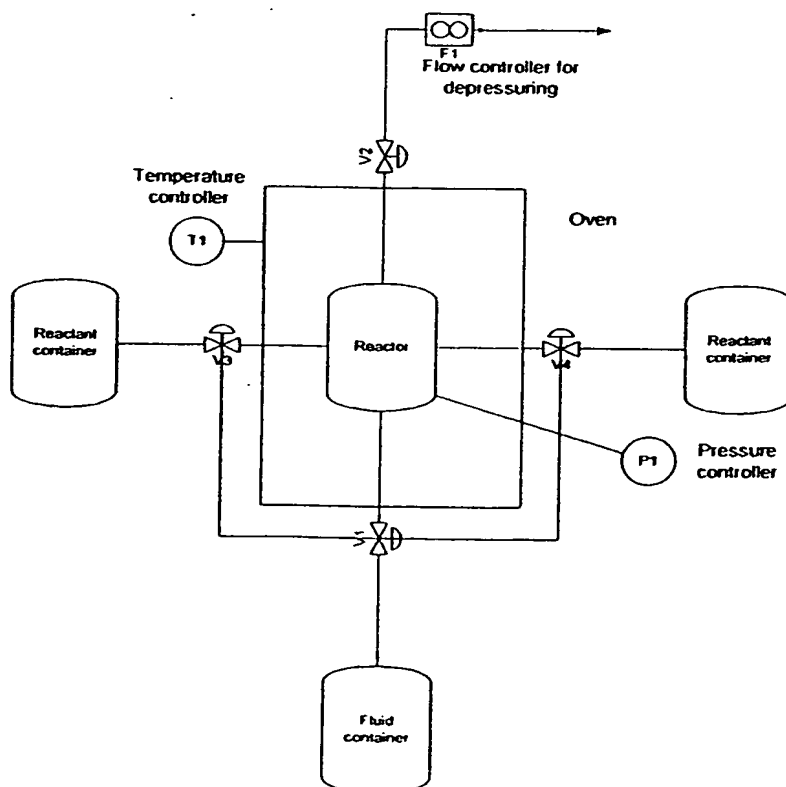 F1
Flow controller for
depressuring
V2
Temperature
controller
T1
Oven
Reactant
container
V3
Reactor
V4
Reactant
container
P1
Pressure
controller
V1
Fluid
container